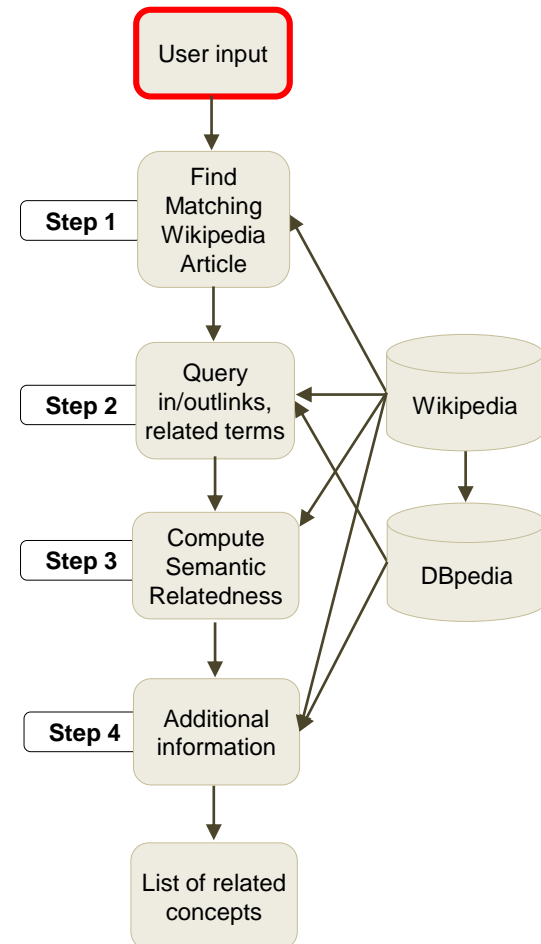 User input
Step 1
Find
Matching
Wikipedia
Article
Step 2
Query
in/outlinks,
related terms
Wikipedia
Step 3
Compute
Semantic
Relatedness
DBpedia
Step 4
Additional
information
List of related
concepts